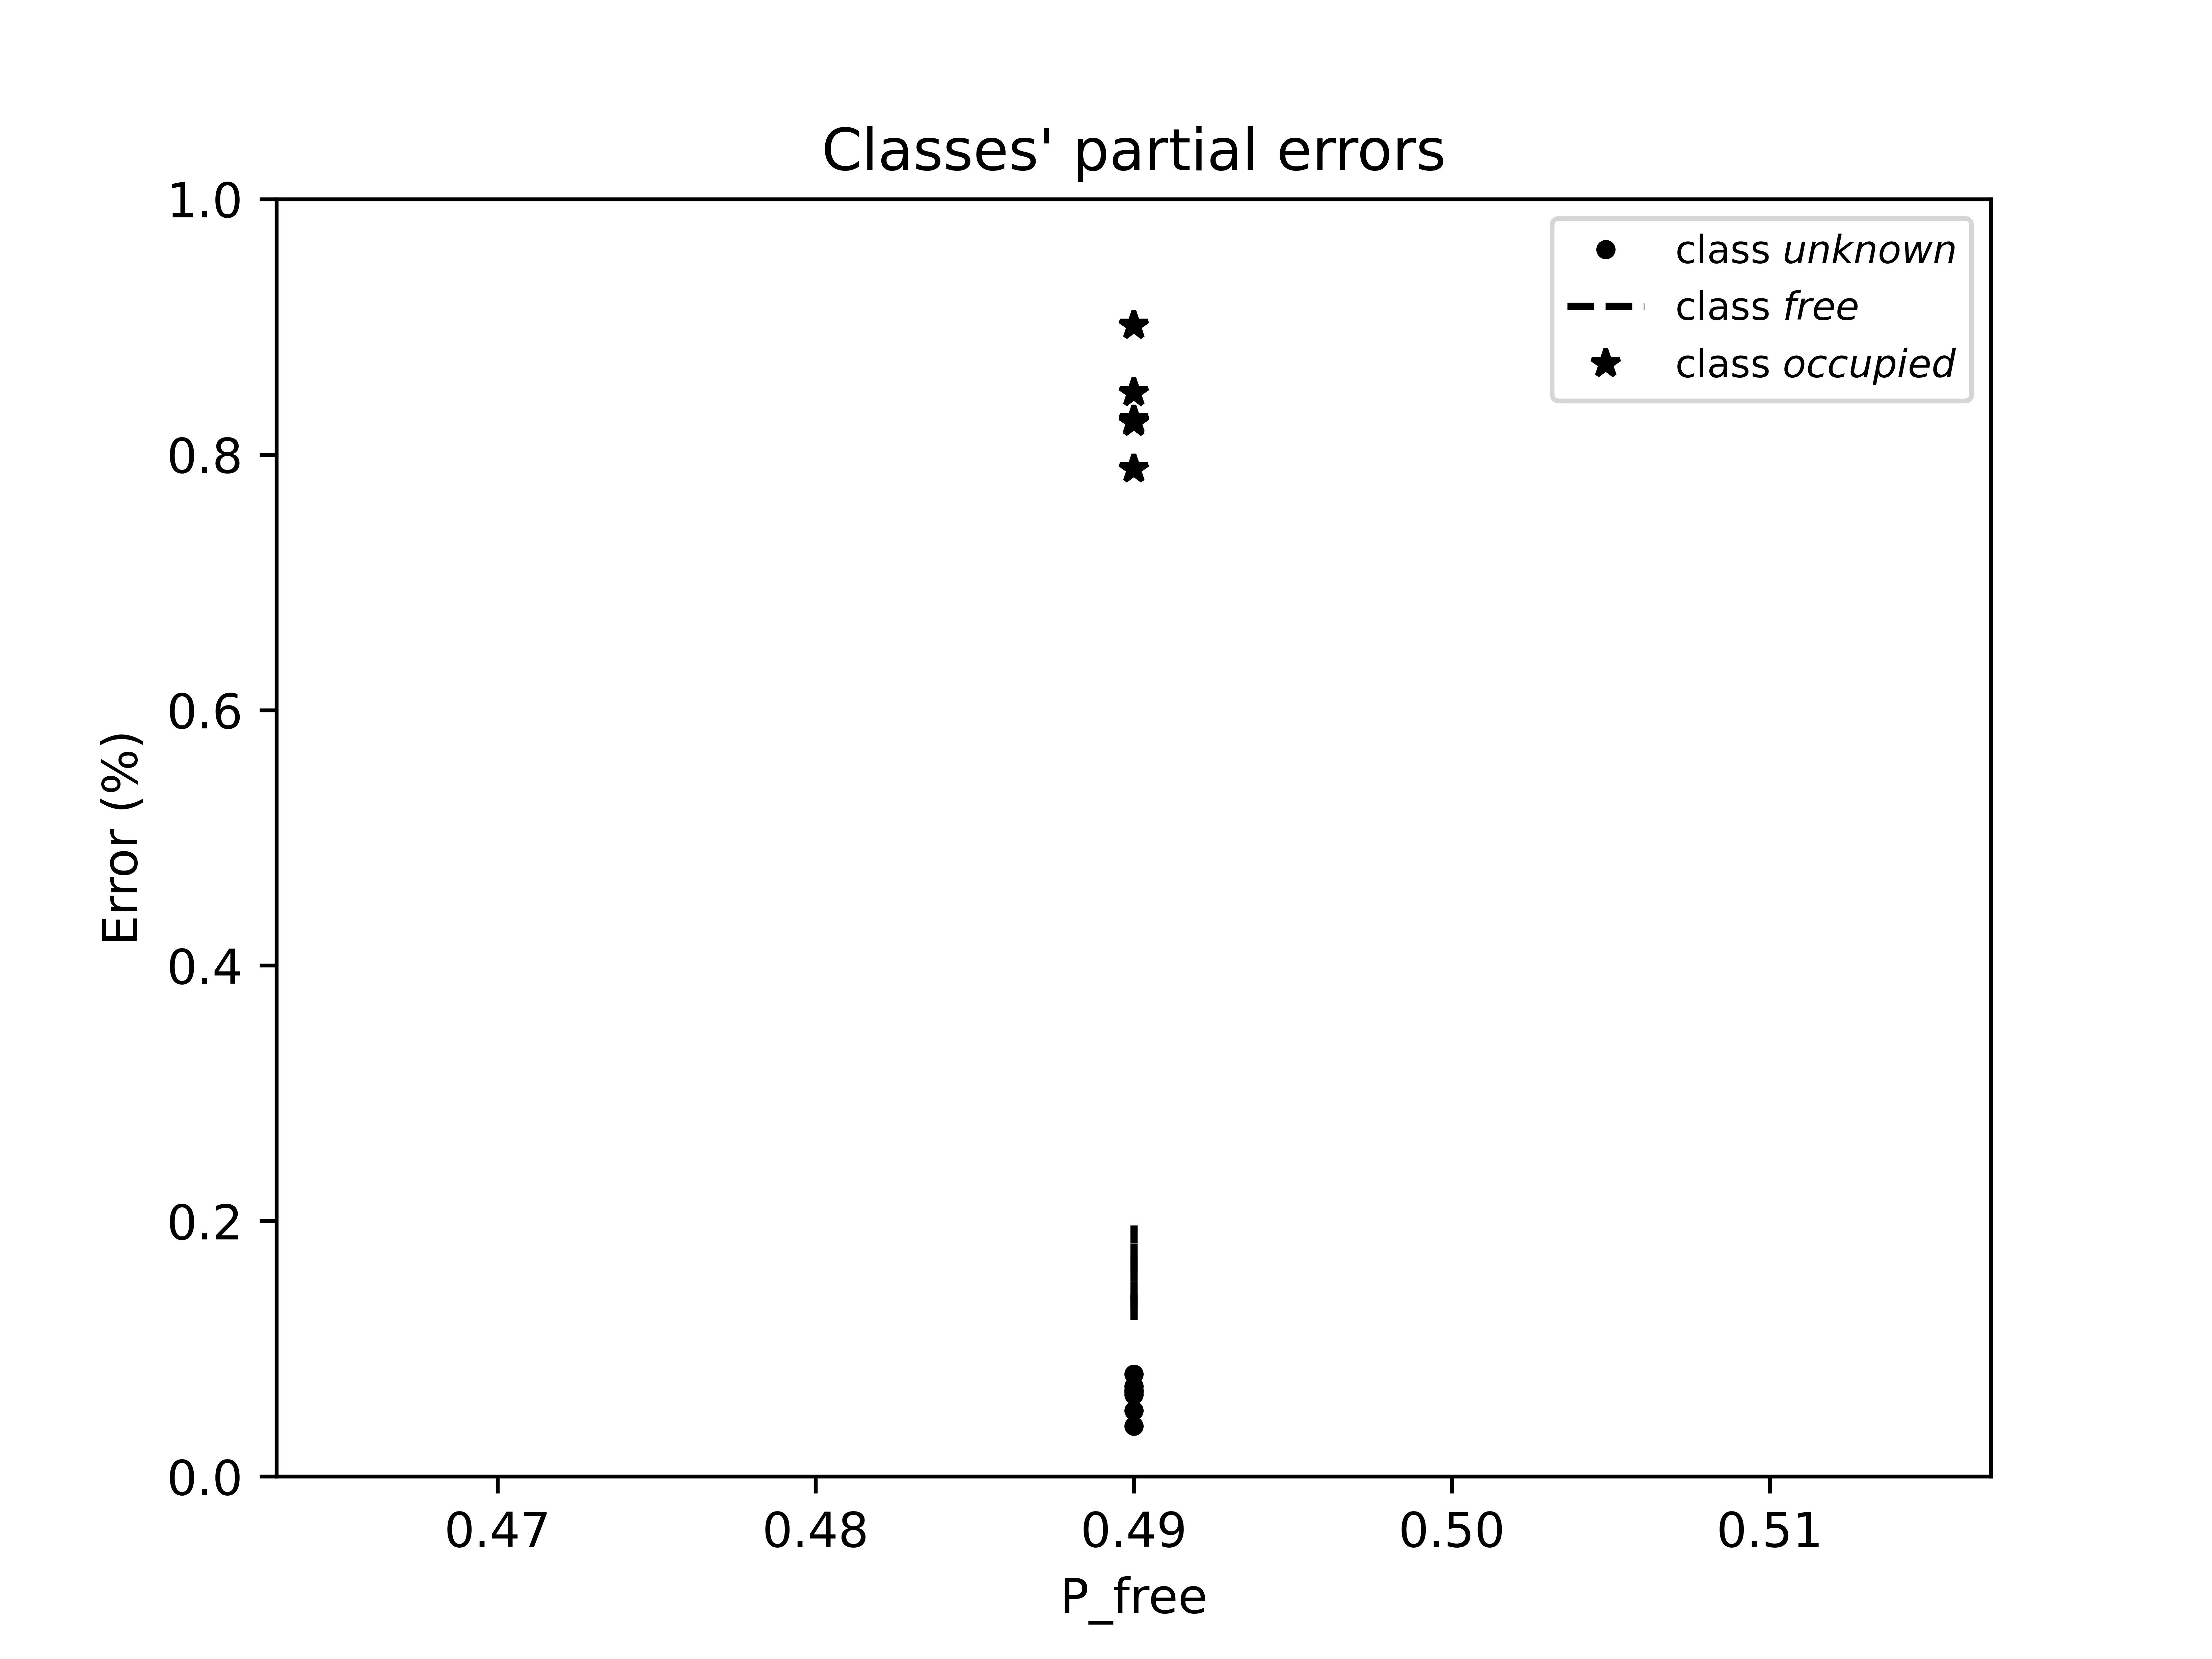 Classes' partial errors
1.0
0.8
0.6
0.4
0.2
0.0
Error (%)
class unknown
class free
class occupied
0.47 0.48 0.49 0.50 0.51
P_free